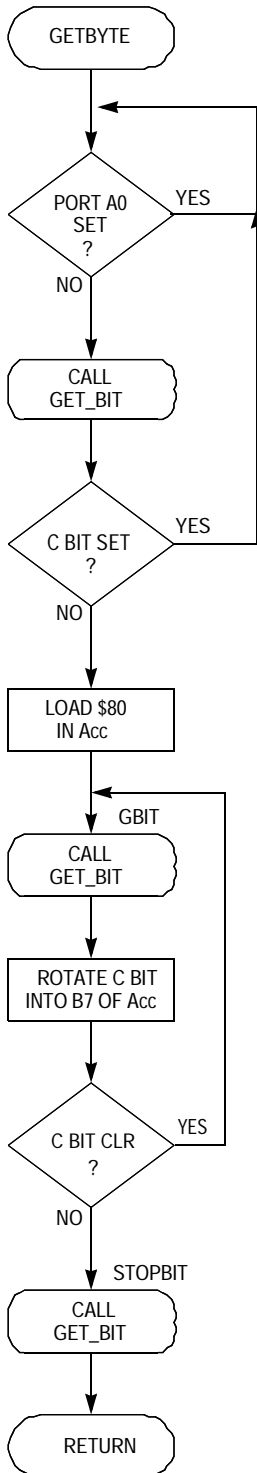 GETBYTE
PORT A0
SET
?
YES
NO
CALL
GET_BIT
C BIT SET
?
YES
NO
LOAD $80
IN Acc
GBIT
CALL
GET_BIT
ROTATE C BIT
INTO B7 OF Acc
C BIT CLR
?
YES
NO
STOPBIT
CALL
GET_BIT
RETURN